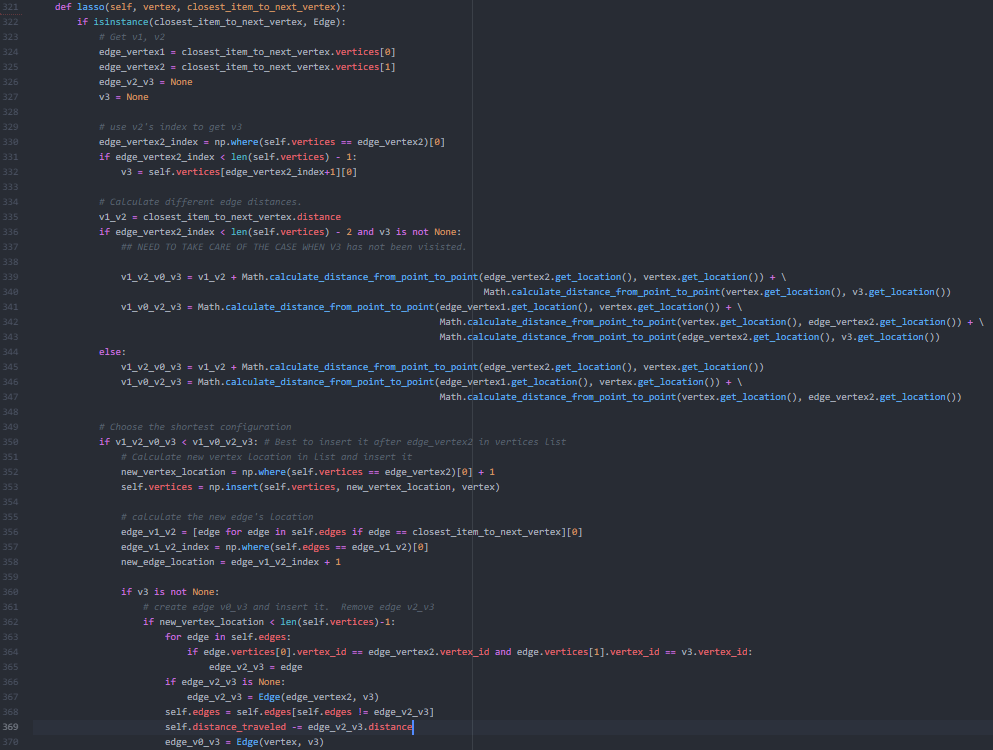 321 def lasso(self, vertex, closest_item_to_next_vertex):
322 if isinstance(closest_item_to_next_vertex, Edge):
323 # Get v1, v2
324 edge_vertex1 = closest_item_to_next_vertex.vertices[0]
325 edge_vertex2 = closest_item_to_next_vertex.vertices[1]
326 edge_v2_v3 = None
327 v3 = None
328
329 # use v2's index to get v3
330 edge_vertex2_index = np.where(self.vertices == edge_vertex2)[0]
331 if edge_vertex2_index < len(self.vertices) - 1:
332 v3 = self.vertices[edge_vertex2_index+1][0]
333
334 # Calculate different edge distances.
335 v1_v2 = closest_item_to_next_vertex.distance
336 if edge_vertex2_index < len(self.vertices) - 2 and v3 is not None:
337 ## NEED TO TAKE CARE OF THE CASE WHEN V3 has not been visisted.
338
339 v1_v2_v0_v3 = v1_v2 + Math.calculate_distance_from_point_to_point(edge_vertex2.get_location(), vertex.get_location()) + \
340 Math.calculate_distance_from_point_to_point(vertex.get_location(), v3.get_location())
341 v1_v0_v2_v3 = Math.calculate_distance_from_point_to_point(edge_vertex1.get_location(), vertex.get_location()) + \
342 Math.calculate_distance_from_point_to_point(vertex.get_location(), edge_vertex2.get_location()) + \
343 Math.calculate_distance_from_point_to_point(edge_vertex2.get_location(), v3.get_location())
344 else:
345 v1_v2_v0_v3 = v1_v2 + Math.calculate_distance_from_point_to_point(edge_vertex2.get_location(), vertex.get_location())
346 v1_v0_v2_v3 = Math.calculate_distance_from_point_to_point(edge_vertex1.get_location(), vertex.get_location()) + \
347 Math.calculate_distance_from_point_to_point(vertex.get_location(), edge_vertex2.get_location())
348
349 # Choose the shortest configuration
350 if v1_v2_v0_v3 < v1_v0_v2_v3: # Best to insert it after edge_vertex2 in vertices list
351 # Calculate new vertex location in list and insert it
352 new_vertex_location = np.where(self.vertices == edge_vertex2)[0] + 1
353 self.vertices = np.insert(self.vertices, new_vertex_location, vertex)
354
355 # calculate the new edge's location
356 edge_v1_v2 = [edge for edge in self.edges if edge == closest_item_to_next_vertex][0]
357 edge_v1_v2_index = np.where(self.edges == edge_v1_v2)[0]
358 new_edge_location = edge_v1_v2_index + 1
359
360 if v3 is not None:
361 # create edge v0_v3 and insert it.  Remove edge v2_v3
362 if new_vertex_location < len(self.vertices)-1:
363 for edge in self.edges:
364 if edge.vertices[0].vertex_id == edge_vertex2.vertex_id and edge.vertices[1].vertex_id == v3.vertex_id:
365 edge_v2_v3 = edge
366 if edge_v2_v3 is None:
367 edge_v2_v3 = Edge(edge_vertex2, v3)
368 self.edges = self.edges[self.edges != edge_v2_v3]
369 self.distance_traveled -= edge_v2_v3.distance
370 edge_v0_v3 = Edge(vertex, v3)